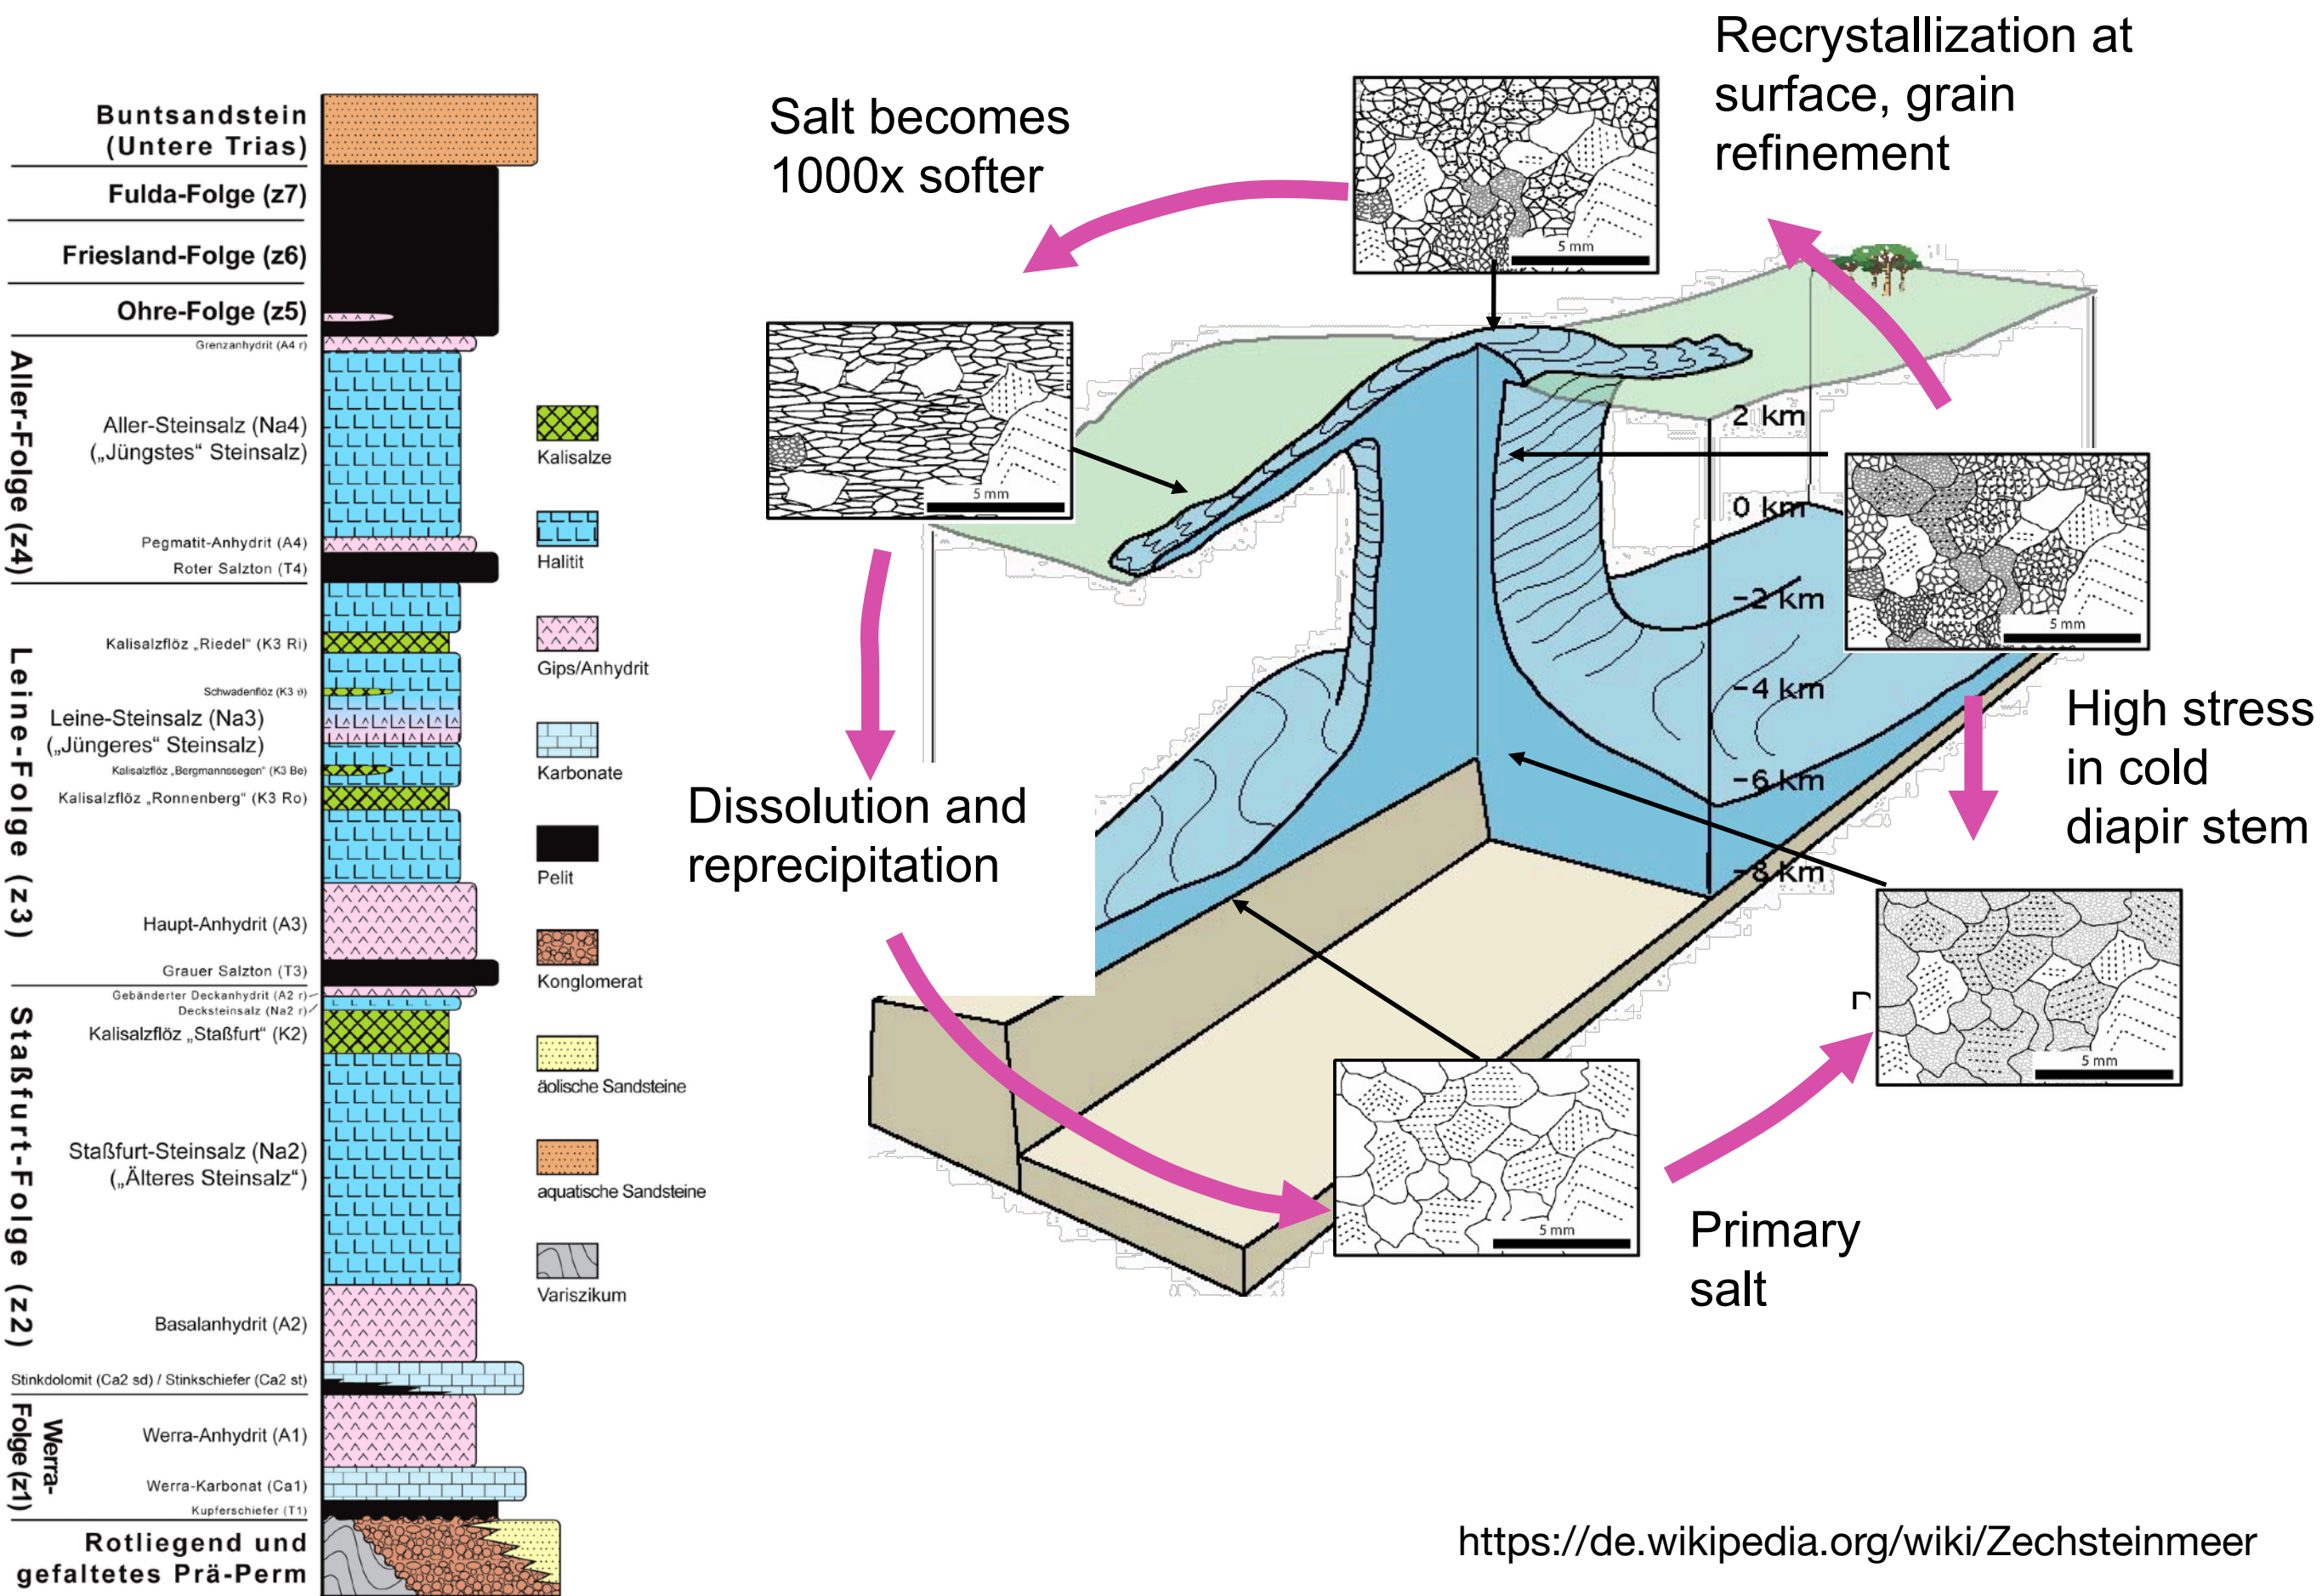 Buntsandstein
(Untere Trias)
Fulda-Folge (z7)
Friesland-Folge (z6)
Ohre-Folge (z5)
Grenzanhydrit (A4 r)
Aller-Folge (z4)
Aller-Steinsalz (Na4)
(„Jüngstes“ Steinsalz)
Pegmatit-Anhydrit (A4)
Roter Salzton (T4)
Leine-Folge (z3)
Kalisalzflöz „Riedel“ (K3 Ri)
Schwadenflöz (K3 ϑ)
Leine-Steinsalz (Na3)
(„Jüngeres“ Steinsalz)
Kalisalzflöz „Bergmannssegen“ (K3 Be)
Kalisalzflöz „Ronnenberg“ (K3 Ro)
Haupt-Anhydrit (A3)
Grauer Salzton (T3)
Staßfurt-Folge (z2)
Gebänderter Deckanhydrit (A2 r)
Decksteinsalz (Na2 r)
Kalisalzflöz „Staßfurt“ (K2)
Staßfurt-Steinsalz (Na2)
(„Älteres Steinsalz“)
Basalanhydrit (A2)
Stinkdolomit (Ca2 sd) / Stinkschiefer (Ca2 st)
Werra-
Folge (z1)
Werra-Anhydrit (A1)
Werra-Karbonat (Ca1)
Kupferschiefer (T1)
Rotliegend und
gefaltetes Prä-Perm
Kalisalze
Halitit
Gips/Anhydrit
Karbonate
Pelit
Konglomerat
äolische Sandsteine
aquatische Sandsteine
Variszikum
Salt becomes
1000x softer
Recrystallization at
surface, grain
refinement
5 mm
5 mm
2 km
0 km
−2 km
−4 km
−6 km
−8 km
5 mm
High stress
in cold
diapir stem
Dissolution and
reprecipitation
5 mm
5 mm
Primary
salt
https://de.wikipedia.org/wiki/Zechsteinmeer